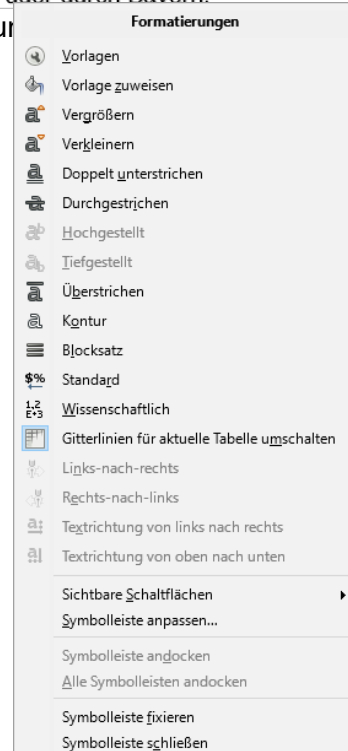 Formatierungen
Vorlagen
Vorlage zuweisen
Vergrößern
Verkleinern
Doppelt unterstrichen
Durchgestrichen
Hochgestellt
Tiefgestellt
Überstrichen
Kontur
Blocksatz
Standard
Wissenschaftlich
Gitterlinien für aktuelle Tabelle umschalten
Links-nach-rechts
Rechts-nach-links
Textrichtung von links nach rechts
Textrichtung von oben nach unten
Sichtbare Schaltflächen
Symbolleiste anpassen...
Symbolleiste andocken
Alle Symbolleisten andocken
Symbolleiste fixieren
Symbolleiste schließen